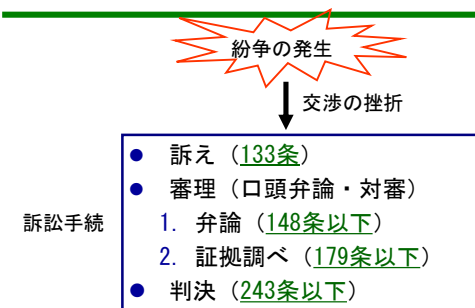 紛争の発生
交渉の挫折
訴訟手続
● 訴え（133条）
● 審理（口頭弁論・対審）
1. 弁論（148条以下）
2. 証拠調べ（179条以下）
● 判決（243条以下）